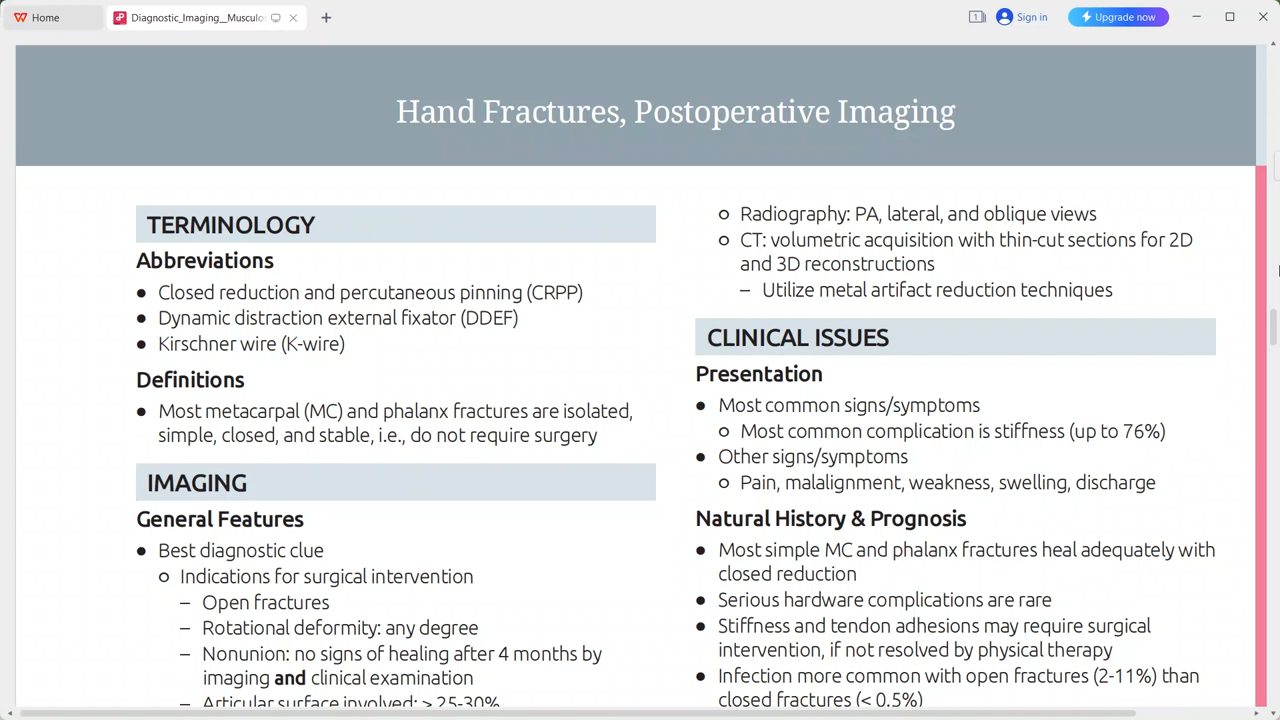 Home
Diagnostic_Imaging__Musculos
Sign in
Upgrade now
Hand Fractures, Postoperative Imaging
TERMINOLOGY
Abbreviations
● Closed reduction and percutaneous pinning (CRPP)
● Dynamic distraction external fixator (DDEF)
● Kirschner wire (K-wire)
Definitions
● Most metacarpal (MC) and phalanx fractures are isolated,
simple, closed, and stable, i.e., do not require surgery
IMAGING
General Features
● Best diagnostic clue
○ Indications for surgical intervention
– Open fractures
– Rotational deformity: any degree
– Nonunion: no signs of healing after 4 months by
imaging and clinical examination
– Articular surface involved: > 25-30%
○ Radiography: PA, lateral, and oblique views
○ CT: volumetric acquisition with thin-cut sections for 2D
and 3D reconstructions
– Utilize metal artifact reduction techniques
CLINICAL ISSUES
Presentation
● Most common signs/symptoms
○ Most common complication is stiffness (up to 76%)
● Other signs/symptoms
○ Pain, malalignment, weakness, swelling, discharge
Natural History & Prognosis
● Most simple MC and phalanx fractures heal adequately with
closed reduction
● Serious hardware complications are rare
● Stiffness and tendon adhesions may require surgical
intervention, if not resolved by physical therapy
● Infection more common with open fractures (2-11%) than
closed fractures (< 0.5%)